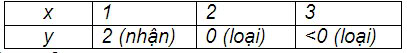 x 1 2 3
y 2 (nhận) 0 (loại) <0 (loại)